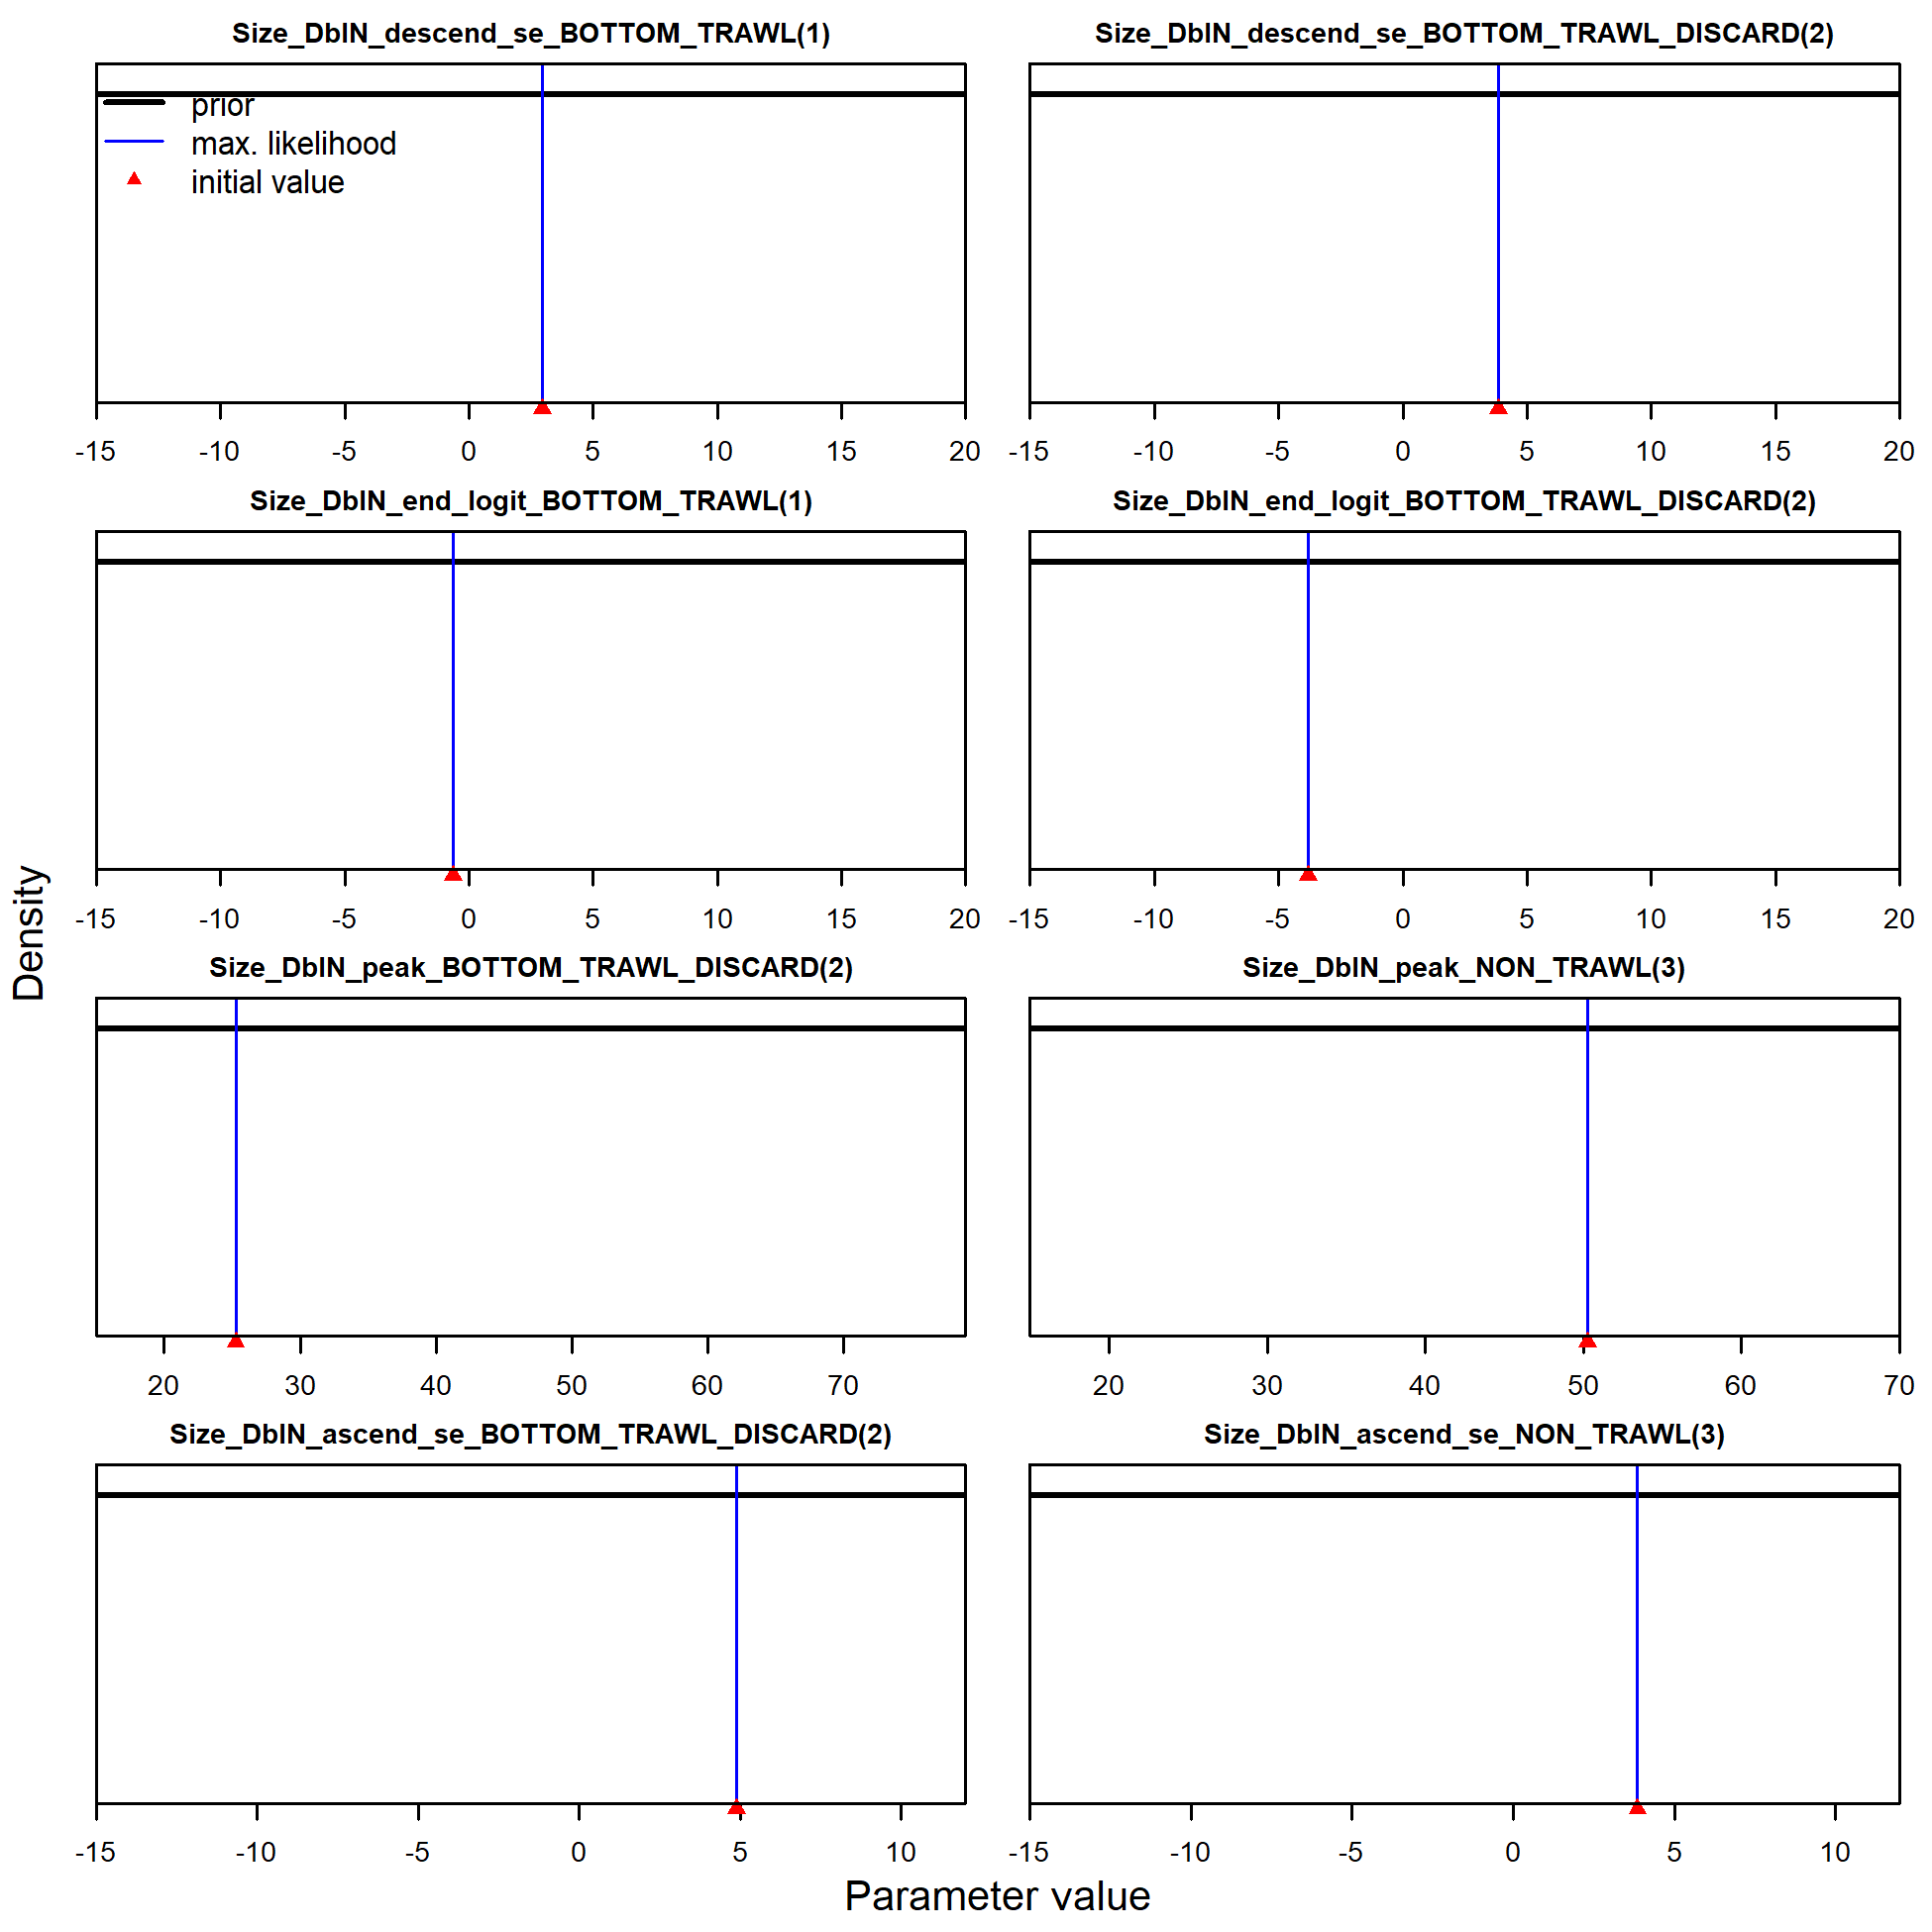 Size_DblN_descend_se_BOTTOM_TRAWL(1)
prior
max. likelihood
initial value
-15 -10 -5 0 5 10 15 20
Size_DblN_descend_se_BOTTOM_TRAWL_DISCARD(2)
-15 -10 -5 0 5 10 15 20
Size_DblN_end_logit_BOTTOM_TRAWL(1)
-15 -10 -5 0 5 10 15 20
Size_DblN_end_logit_BOTTOM_TRAWL_DISCARD(2)
-15 -10 -5 0 5 10 15 20
Size_DblN_peak_BOTTOM_TRAWL_DISCARD(2)
20 30 40 50 60 70
Size_DblN_peak_NON_TRAWL(3)
20 30 40 50 60 70
Size_DblN_ascend_se_BOTTOM_TRAWL_DISCARD(2)
-15 -10 -5 0 5 10
Size_DblN_ascend_se_NON_TRAWL(3)
-15 -10 -5 0 5 10
Density
Parameter value